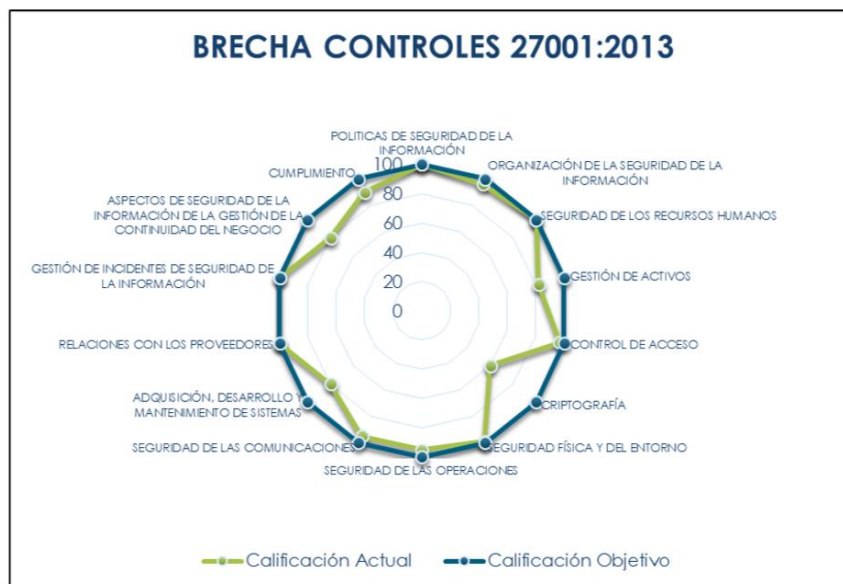 BRECHA CONTROLES 27001:2013
POLITICAS DE SEGURIDAD DE LA
INFORMACIÓN
ORGANIZACIÓN DE LA SEGURIDAD DE LA
INFORMACIÓN
SEGURIDAD DE LOS RECURSOS HUMANOS
GESTIÓN DE ACTIVOS
CONTROL DE ACCESO
CRIPTOGRAFÍA
SEGURIDAD FÍSICA Y DEL ENTORNO
SEGURIDAD DE LAS OPERACIONES
SEGURIDAD DE LAS COMUNICACIONES
ADQUISICIÓN, DESARROLLO Y
MANTENIMIENTO DE SISTEMAS
RELACIONES CON LOS PROVEEDORES
GESTIÓN DE INCIDENTES DE SEGURIDAD DE
LA INFORMACIÓN
ASPECTOS DE SEGURIDAD DE LA
INFORMACIÓN DE LA GESTIÓN DE LA
CONTINUIDAD DEL NEGOCIO
CUMPLIMIENTO
100
80
60
40
20
0
Calificación Actual
Calificación Objetivo